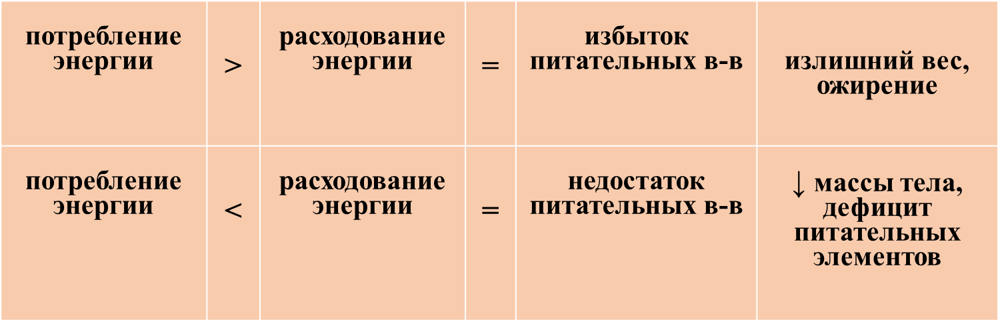 потребление
энергии
>
расходование
энергии
=
избыток
питательных в-в
излишний вес,
ожирение
потребление
энергии
<
расходование
энергии
=
недостаток
питательных в-в
↓ массы тела,
дефицит
питательных
элементов